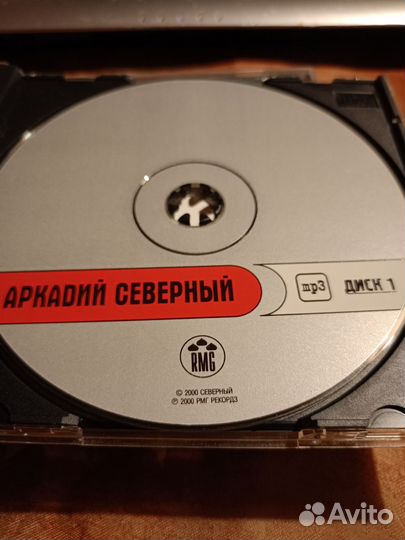 АРКАДИЙ СЕВЕРНЫЙ
mp3
ДИСК 1
RMG
© 2000 СЕВЕРНЫЙ
℗ 2000 РМГ РЕКОРДЗ
Avito